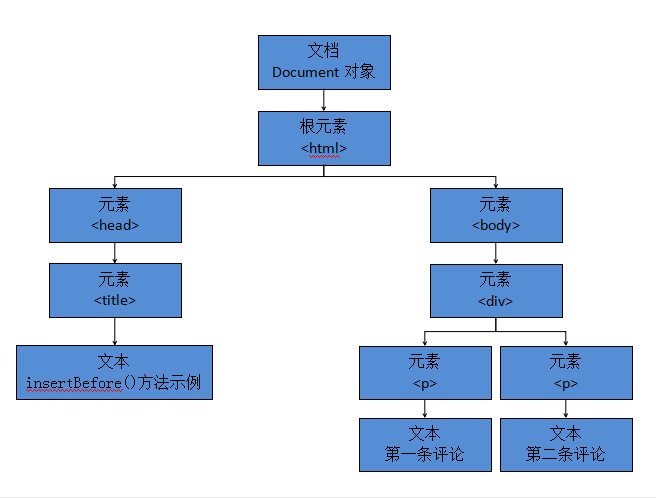 文档
Document 对象
根元素
<html>
元素
<head>
元素
<body>
元素
<title>
元素
<div>
文本
insertBefore()方法示例
元素
<p>
元素
<p>
文本
第一条评论
文本
第二条评论